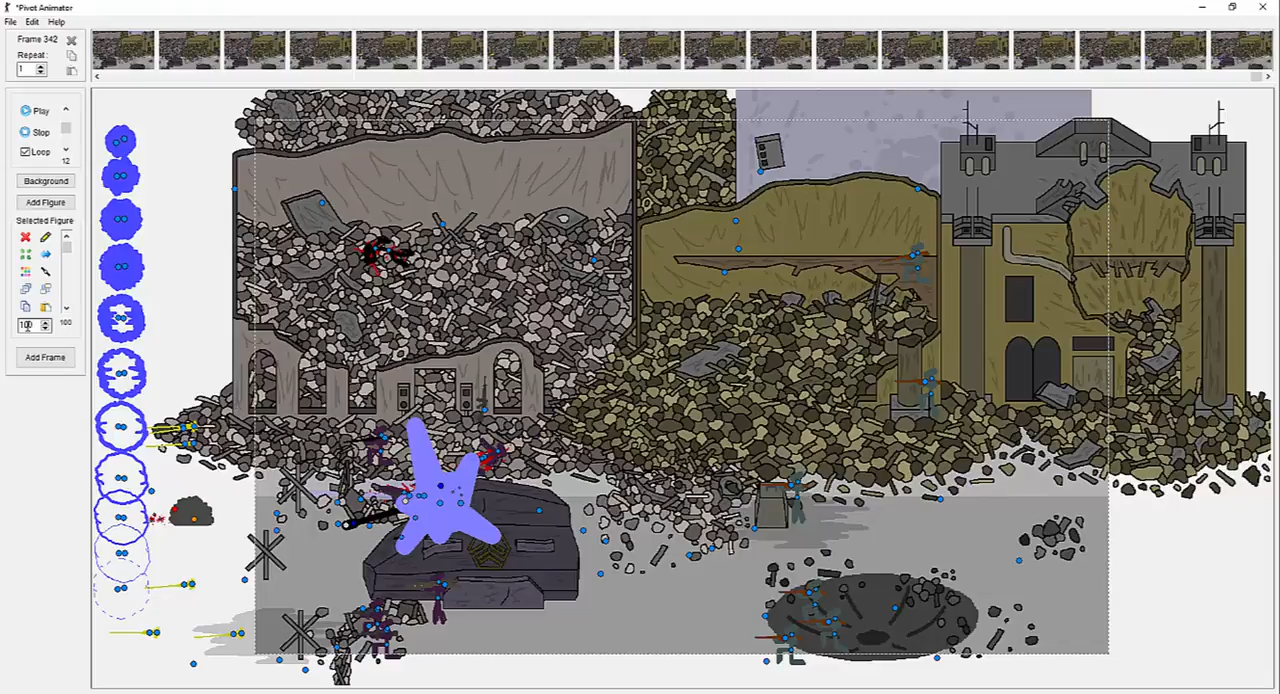 *Pivot Animator
File Edit Help
Frame 342
Repeat:
1
Play
Stop
Loop
12
Background
Add Figure
Selected Figure
100
100
Add Frame